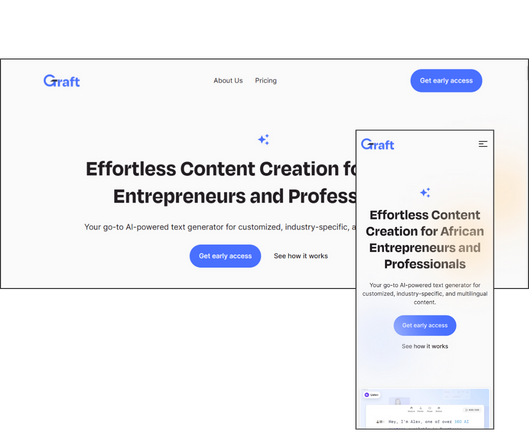 Graft
About Us Pricing
Get early access
Effortless Content Creation fo
Entrepreneurs and Profess
Your go-to AI-powered text generator for customized, industry-specific, a
Get early access See how it works
Graft
Effortless Content
Creation for African
Entrepreneurs and
Professionals
Your go-to AI-powered text generator for
customized, industry-specific, and multilingual
content.
Get early access
See how it works
Hey, I'm Alex, one of over